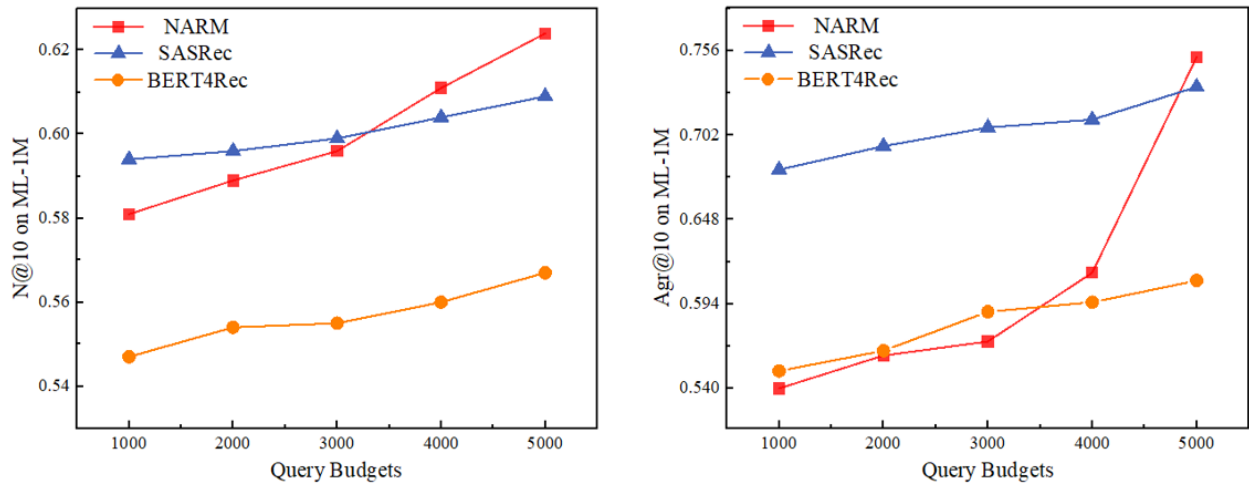 NARM
SASRec
BERT4Rec
0.62
0.60
0.58
0.56
0.54
N@10 on ML-1M
1000 2000 3000 4000 5000
Query Budgets
NARM
SASRec
BERT4Rec
0.756
0.702
0.648
0.594
0.540
Agr@10 on ML-1M
1000 2000 3000 4000 5000
Query Budgets